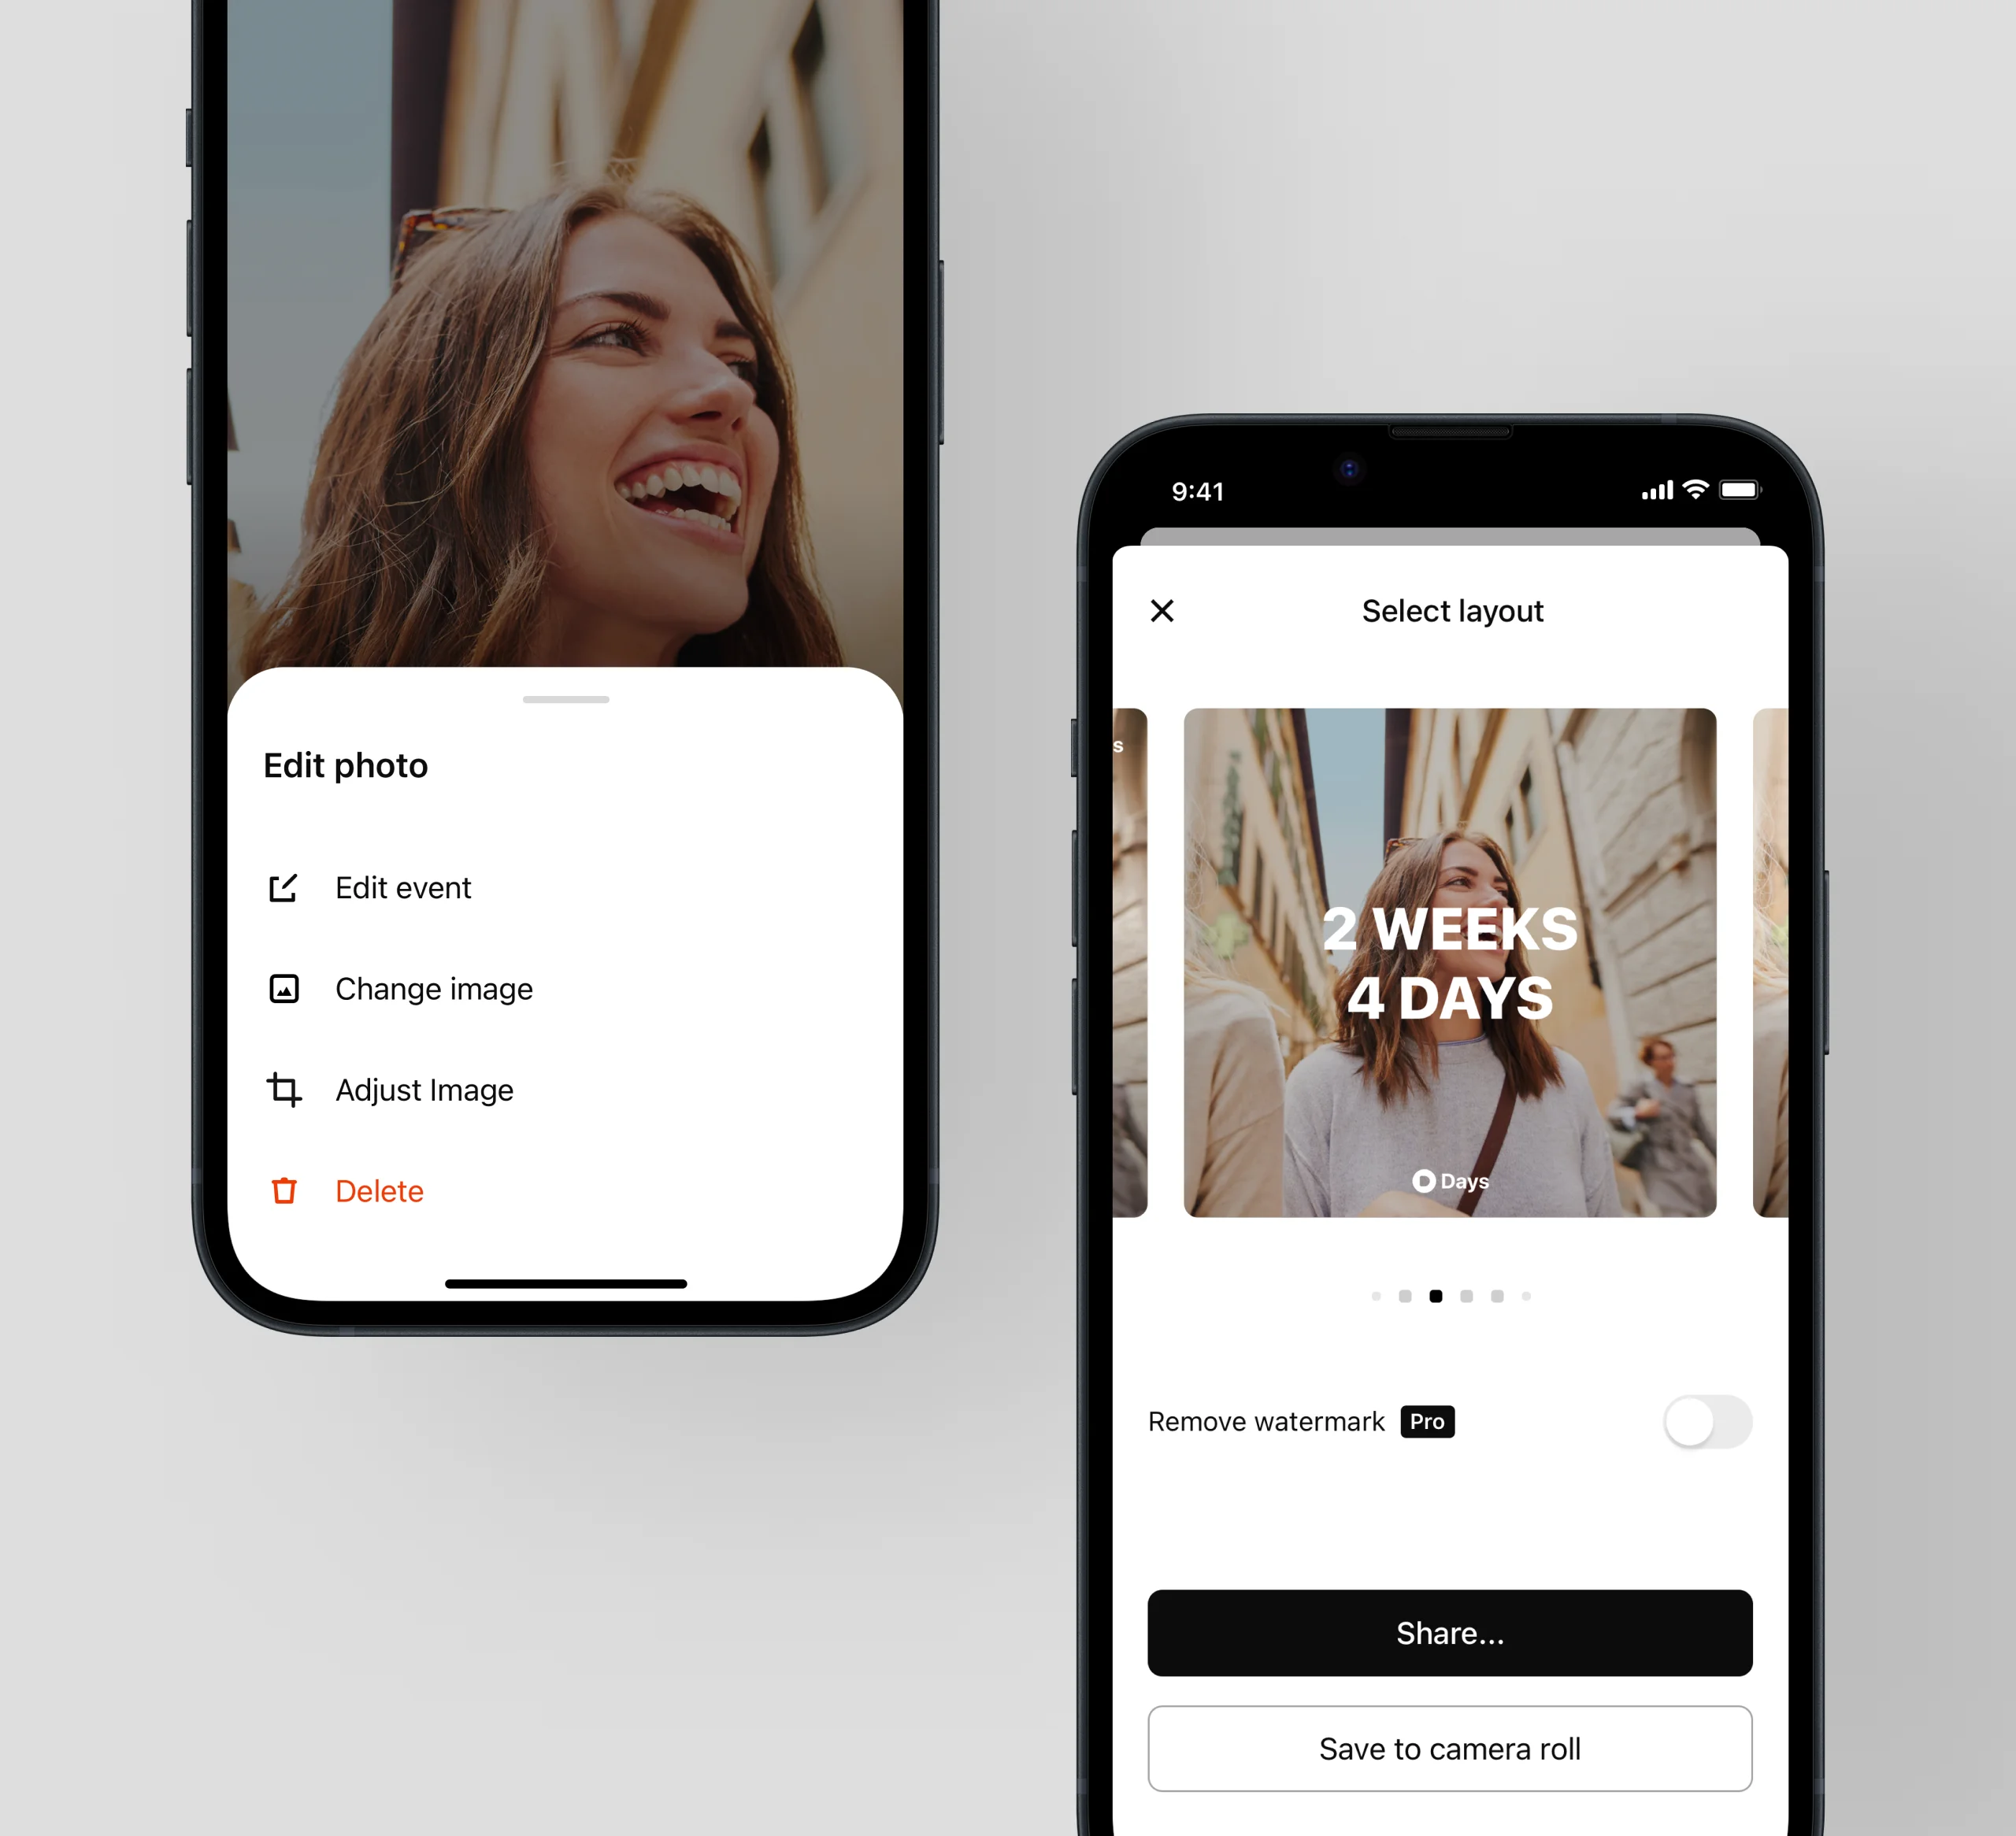 Edit photo
Edit event
Change image
Adjust Image
Delete
9:41
Select layout
s
2 WEEKS
4 DAYS
Days
Remove watermark Pro
Share...
Save to camera roll